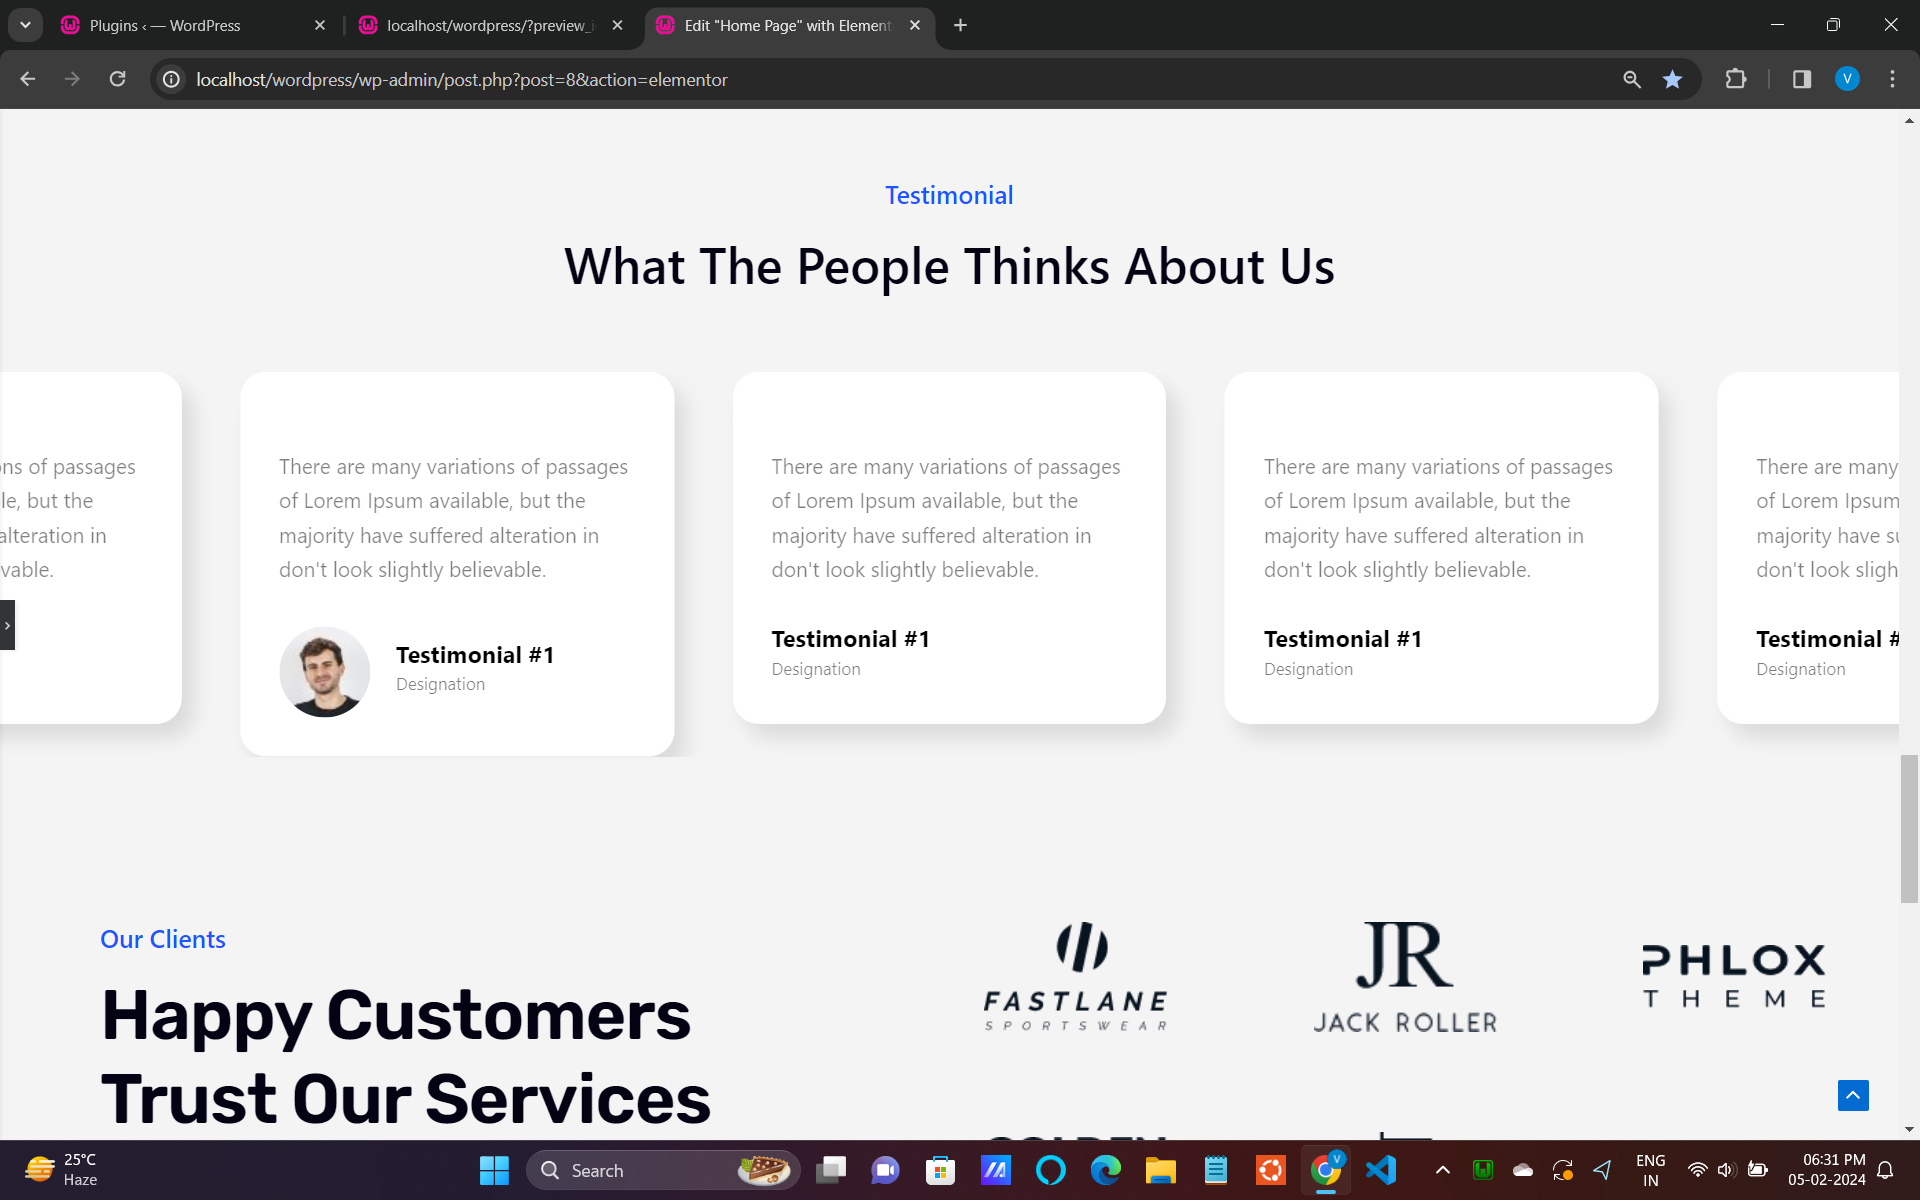 Plugins ‹ — WordPress
localhost/wordpress/?preview_i
Edit "Home Page" with Element
localhost/wordpress/wp-admin/post.php?post=8&action=elementor
V
Testimonial
What The People Thinks About Us
ns of passages
le, but the
alteration in
vable.
There are many variations of passages
of Lorem Ipsum available, but the
majority have suffered alteration in
don't look slightly believable.
Testimonial #1
Designation
There are many variations of passages
of Lorem Ipsum available, but the
majority have suffered alteration in
don't look slightly believable.
Testimonial #1
Designation
There are many variations of passages
of Lorem Ipsum available, but the
majority have suffered alteration in
don't look slightly believable.
Testimonial #1
Designation
There are many
of Lorem Ipsum
majority have su
don't look sligh
Testimonial #
Designation
Our Clients
Happy Customers
Trust Our Services
FASTLANE
SPORTSWEAR
JR
JACK ROLLER
PHLOX
THEME
25°C
Haze
Search
V
ENG
IN
06:31 PM
05-02-2024